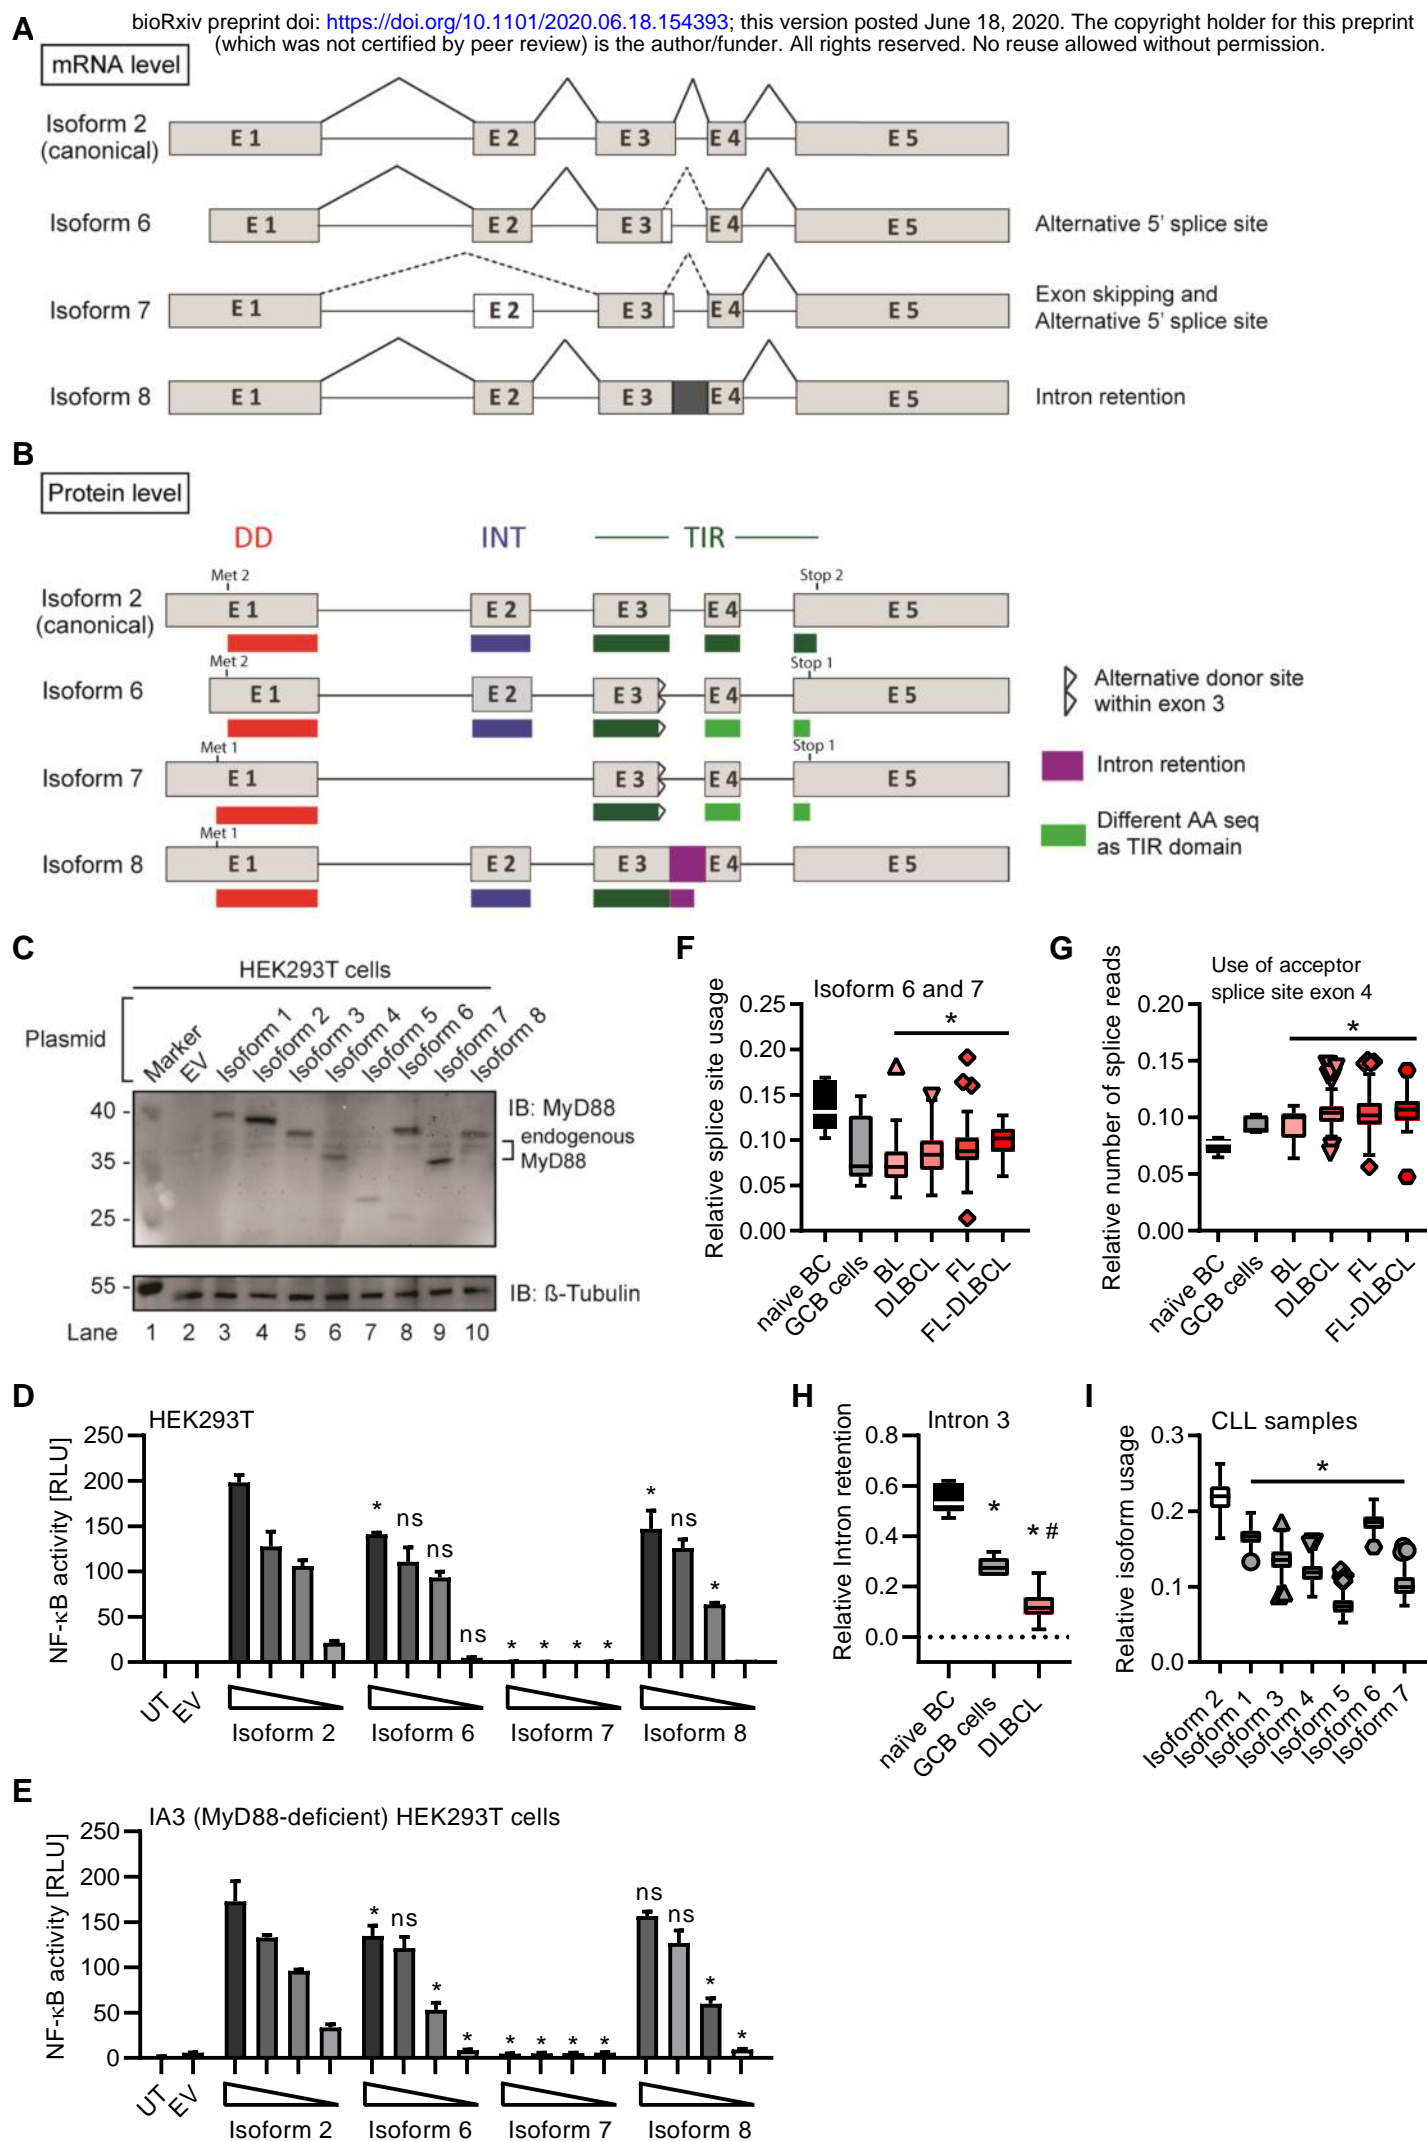 bioRxiv preprint doi: https://doi.org/10.1101/2020.06.18.154393; this version posted June 18, 2020. The copyright holder for this preprint
(which was not certified by peer review) is the author/funder. All rights reserved. No reuse allowed without permission.
A
mRNA level
Isoform 2
(canonical)
E 1 E 2 E 3 E 4 E 5
Isoform 6
E 1 E 2 E 3 E 4 E 5
Alternative 5' splice site
Isoform 7
E 1 E 2 E 3 E 4 E 5
Exon skipping and
Alternative 5' splice site
Isoform 8
E 1 E 2 E 3 E 4 E 5
Intron retention
B
Protein level
DD INT TIR
Met 2 Stop 2
Isoform 2
(canonical)
E 1 E 2 E 3 E 4 E 5
Met 2 Stop 1
Isoform 6
E 1 E 2 E 3 E 4 E 5
Met 1 Stop 1
Isoform 7
E 1 E 3 E 4 E 5
Met 1
Isoform 8
E 1 E 2 E 3 E 4 E 5
Alternative donor site
within exon 3
Intron retention
Different AA seq
as TIR domain
C
HEK293T cells
Plasmid
Marker
EV
Isoform 1
Isoform 2
Isoform 3
Isoform 4
Isoform 5
Isoform 6
Isoform 7
Isoform 8
40 -
35 -
25 -
IB: MyD88
endogenous
MyD88
55 -
IB: ß-Tubulin
Lane 1 2 3 4 5 6 7 8 9 10
D
HEK293T
NF-κB activity [RLU]
250
200
150
100
50
0
* ns ns ns * * * * * ns *
UT EV
Isoform 2 Isoform 6 Isoform 7 Isoform 8
E
IA3 (MyD88-deficient) HEK293T cells
NF-κB activity [RLU]
250
200
150
100
50
0
* ns * * * * * * ns ns * *
UT EV
Isoform 2 Isoform 6 Isoform 7 Isoform 8
F
Isoform 6 and 7
Relative splice site usage
0.25
0.20
0.15
0.10
0.05
0.00
*
naïve BC
GCB cells
BL
DLBCL
FL
FL-DLBCL
G
Use of acceptor
splice site exon 4
Relative number of splice reads
0.20
0.15
0.10
0.05
0.00
*
naïve BC
GCB cells
BL
DLBCL
FL
FL-DLBCL
H
Intron 3
Relative Intron retention
0.8
0.6
0.4
0.2
0.0
*
* #
naïve BC
GCB cells
DLBCL
I
CLL samples
Relative isoform usage
0.3
0.2
0.1
0.0
*
Isoform 2
Isoform 1
Isoform 3
Isoform 4
Isoform 5
Isoform 6
Isoform 7